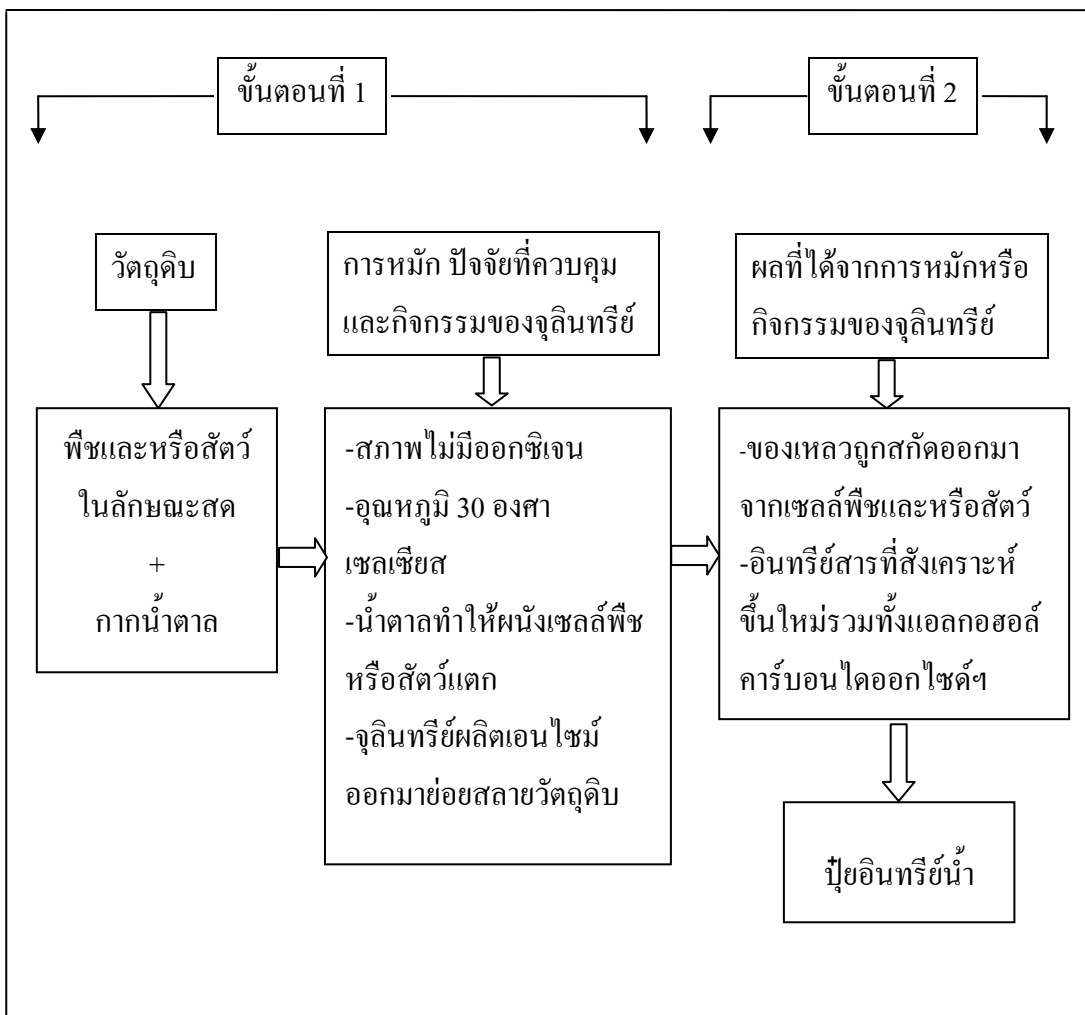 ขั้นตอนที่ 1
ขั้นตอนที่ 2
วัตถุดิบ
การหมัก ปัจจัยที่ควบคุม
และกิจกรรมของจุลินทรีย์
ผลที่ได้จากการหมักหรือ
กิจกรรมของจุลินทรีย์
พืชและหรือสัตว์
ในลักษณะสด
+
กากน้ำตาล
-สภาพไม่มีออกซิเจน
-อุณหภูมิ 30 องศา
เซลเซียส
-น้ำตาลทำให้ผนังเซลล์พืช
หรือสัตว์แตก
-จุลินทรีย์ผลิตเอนไซม์
ออกมาย่อยสลายวัตถุดิบ
-ของเหลวถูกสกัดออกมา
จากเซลล์พืชและหรือสัตว์
-อินทรีย์สารที่สังเคราะห์
ขึ้นใหม่รวมทั้งแอลกอฮอล์
คาร์บอนไดออกไซด์ฯ
ปุ๋ยอินทรีย์น้ำ